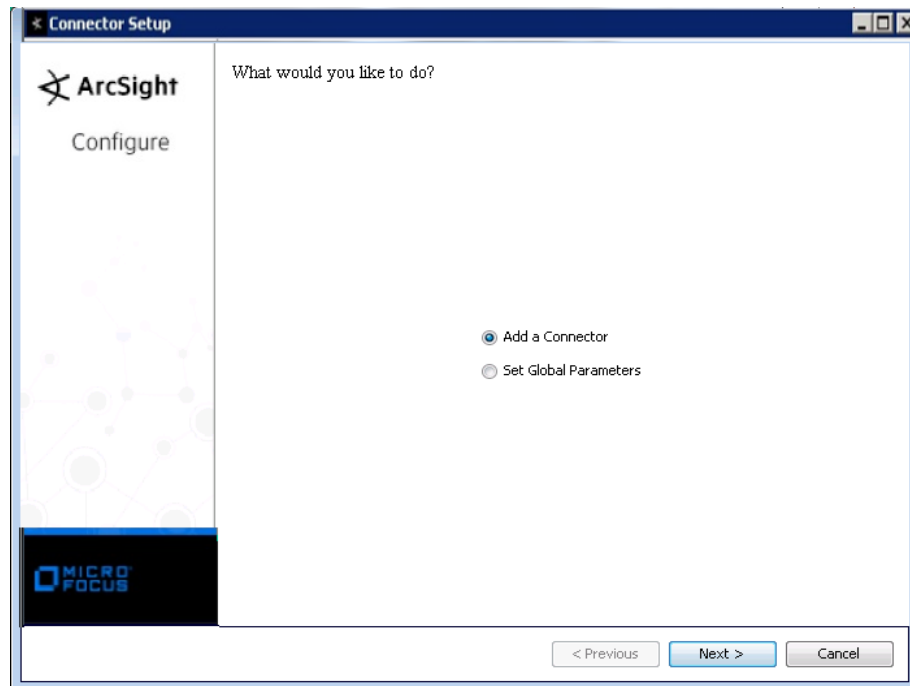 Connector Setup
ArcSight
Configure
What would you like to do?
Add a Connector
Set Global Parameters
MICRO
FOCUS
< Previous
Next >
Cancel